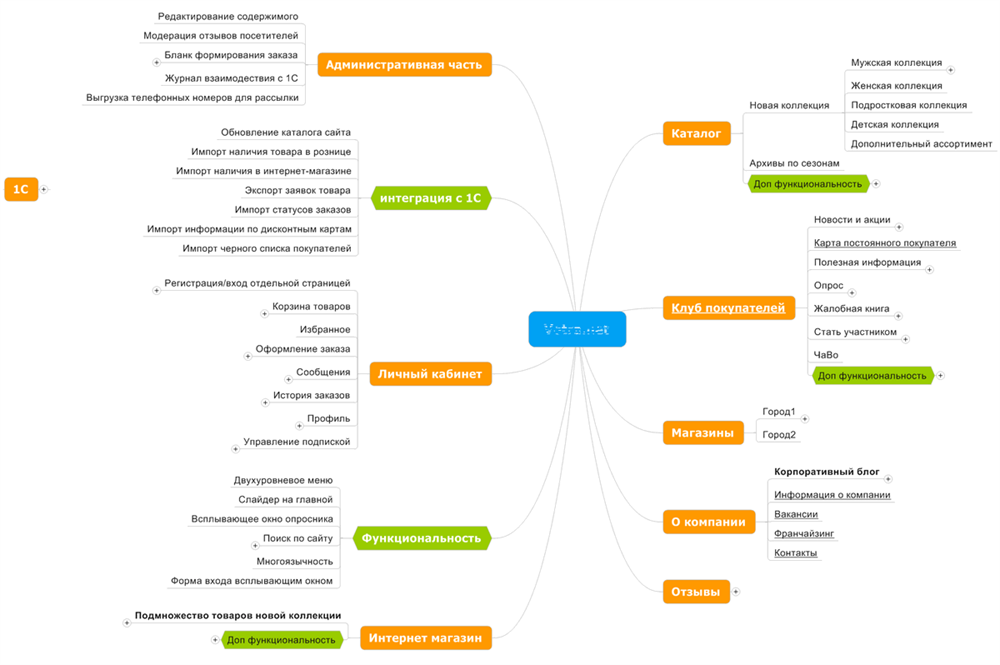 Редактирование содержимого
Модерация отзывов посетителей
Бланк формирования заказа
Журнал взаимодествия с 1С
Выгрузка телефонных номеров для рассылки
Административная часть
Обновление каталога сайта
Импорт наличия товара в рознице
Импорт наличия в интернет-магазине
Экспорт заявок товара
Импорт статусов заказов
Импорт информации по дисконтным картам
Импорт черного списка покупателей
интеграция с 1С
1С
Регистрация/вход отдельной страницей
Корзина товаров
Избранное
Оформление заказа
Сообщения
История заказов
Профиль
Управление подпиской
Личный кабинет
Двухуровневое меню
Слайдер на главной
Всплывающее окно опросника
Поиск по сайту
Многоязычность
Форма входа всплывающим окном
Функциональность
Подмножество товаров новой коллекции
Доп функциональность
Интернет магазин
Каталог
Новая коллекция
Мужская коллекция
Женская коллекция
Подростковая коллекция
Детская коллекция
Дополнительный ассортимент
Архивы по сезонам
Доп функциональность
Клуб покупателей
Новости и акции
Карта постоянного покупателя
Полезная информация
Опрос
Жалобная книга
Стать участником
ЧаВо
Доп функциональность
Магазины
Город1
Город2
О компании
Корпоративный блог
Информация о компании
Вакансии
Франчайзинг
Контакты
Отзывы